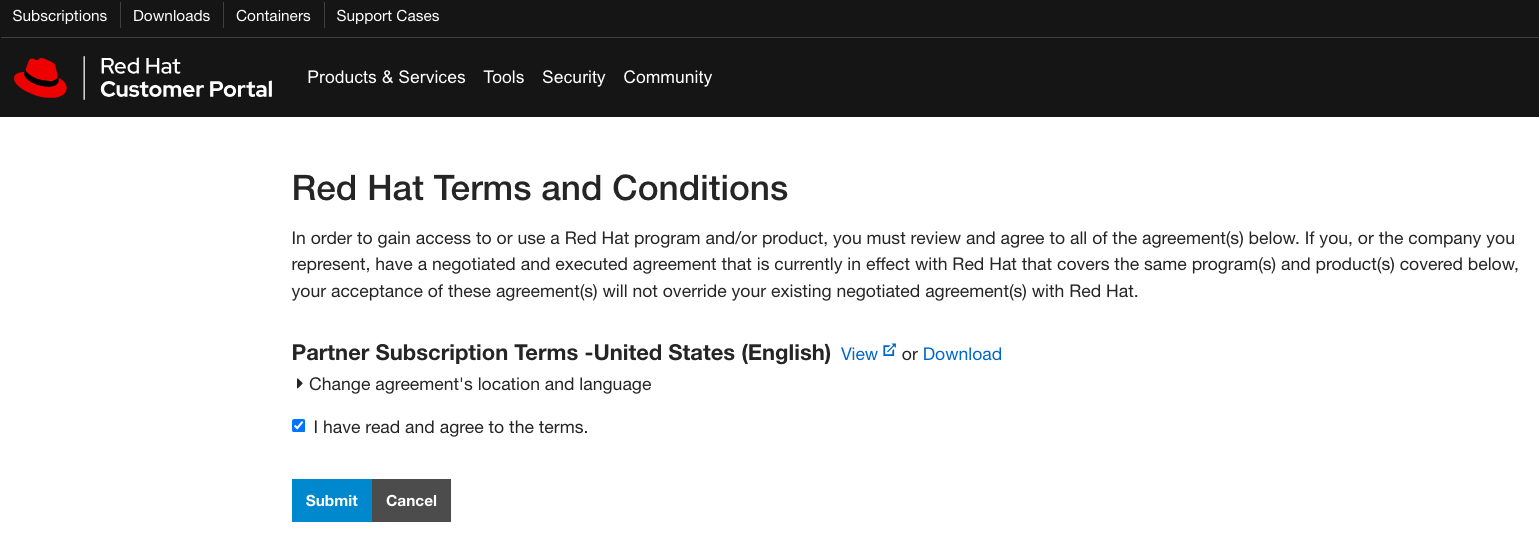 Subscriptions Downloads Containers Support Cases
Red Hat
Customer Portal
Products & Services Tools Security Community
Red Hat Terms and Conditions
In order to gain access to or use a Red Hat program and/or product, you must review and agree to all of the agreement(s) below. If you, or the company you
represent, have a negotiated and executed agreement that is currently in effect with Red Hat that covers the same program(s) and product(s) covered below,
your acceptance of these agreement(s) will not override your existing negotiated agreement(s) with Red Hat.
Partner Subscription Terms -United States (English) View or Download
Change agreement's location and language
I have read and agree to the terms.
Submit Cancel